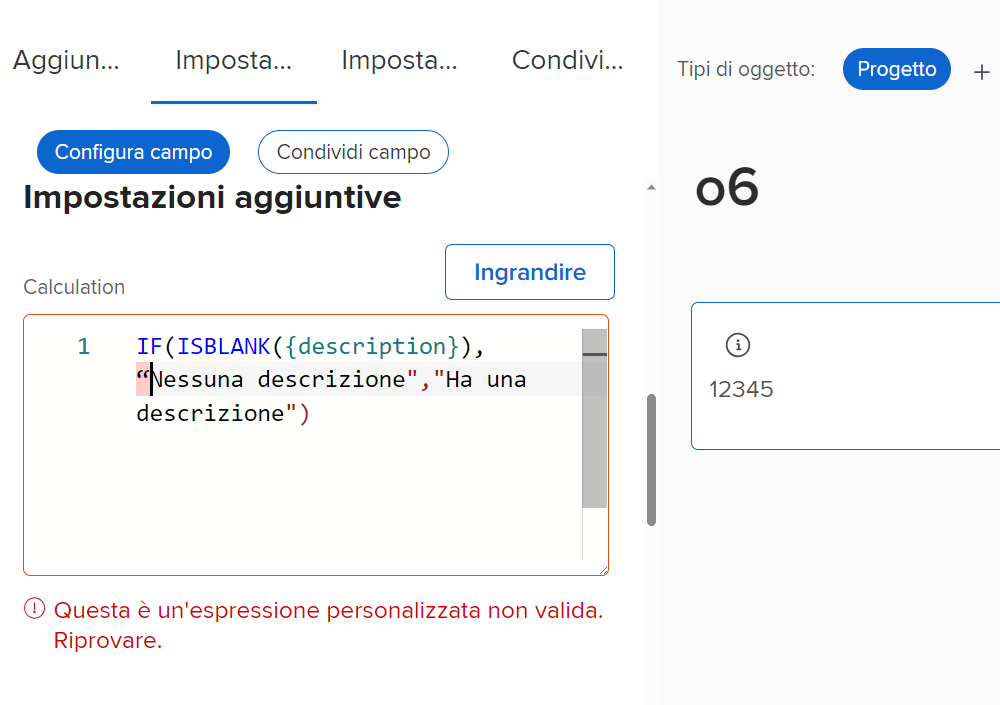 Aggiun...
Imposta...
Imposta...
Condivi...
Tipi di oggetto:
Progetto
+
Configura campo
Condividi campo
Impostazioni aggiuntive
o6
Ingrandire
Calculation
1
IF(ISBLANK({description}),
“Nessuna descrizione","Ha una
descrizione")
12345
Questa è un'espressione personalizzata non valida.
Riprovare.